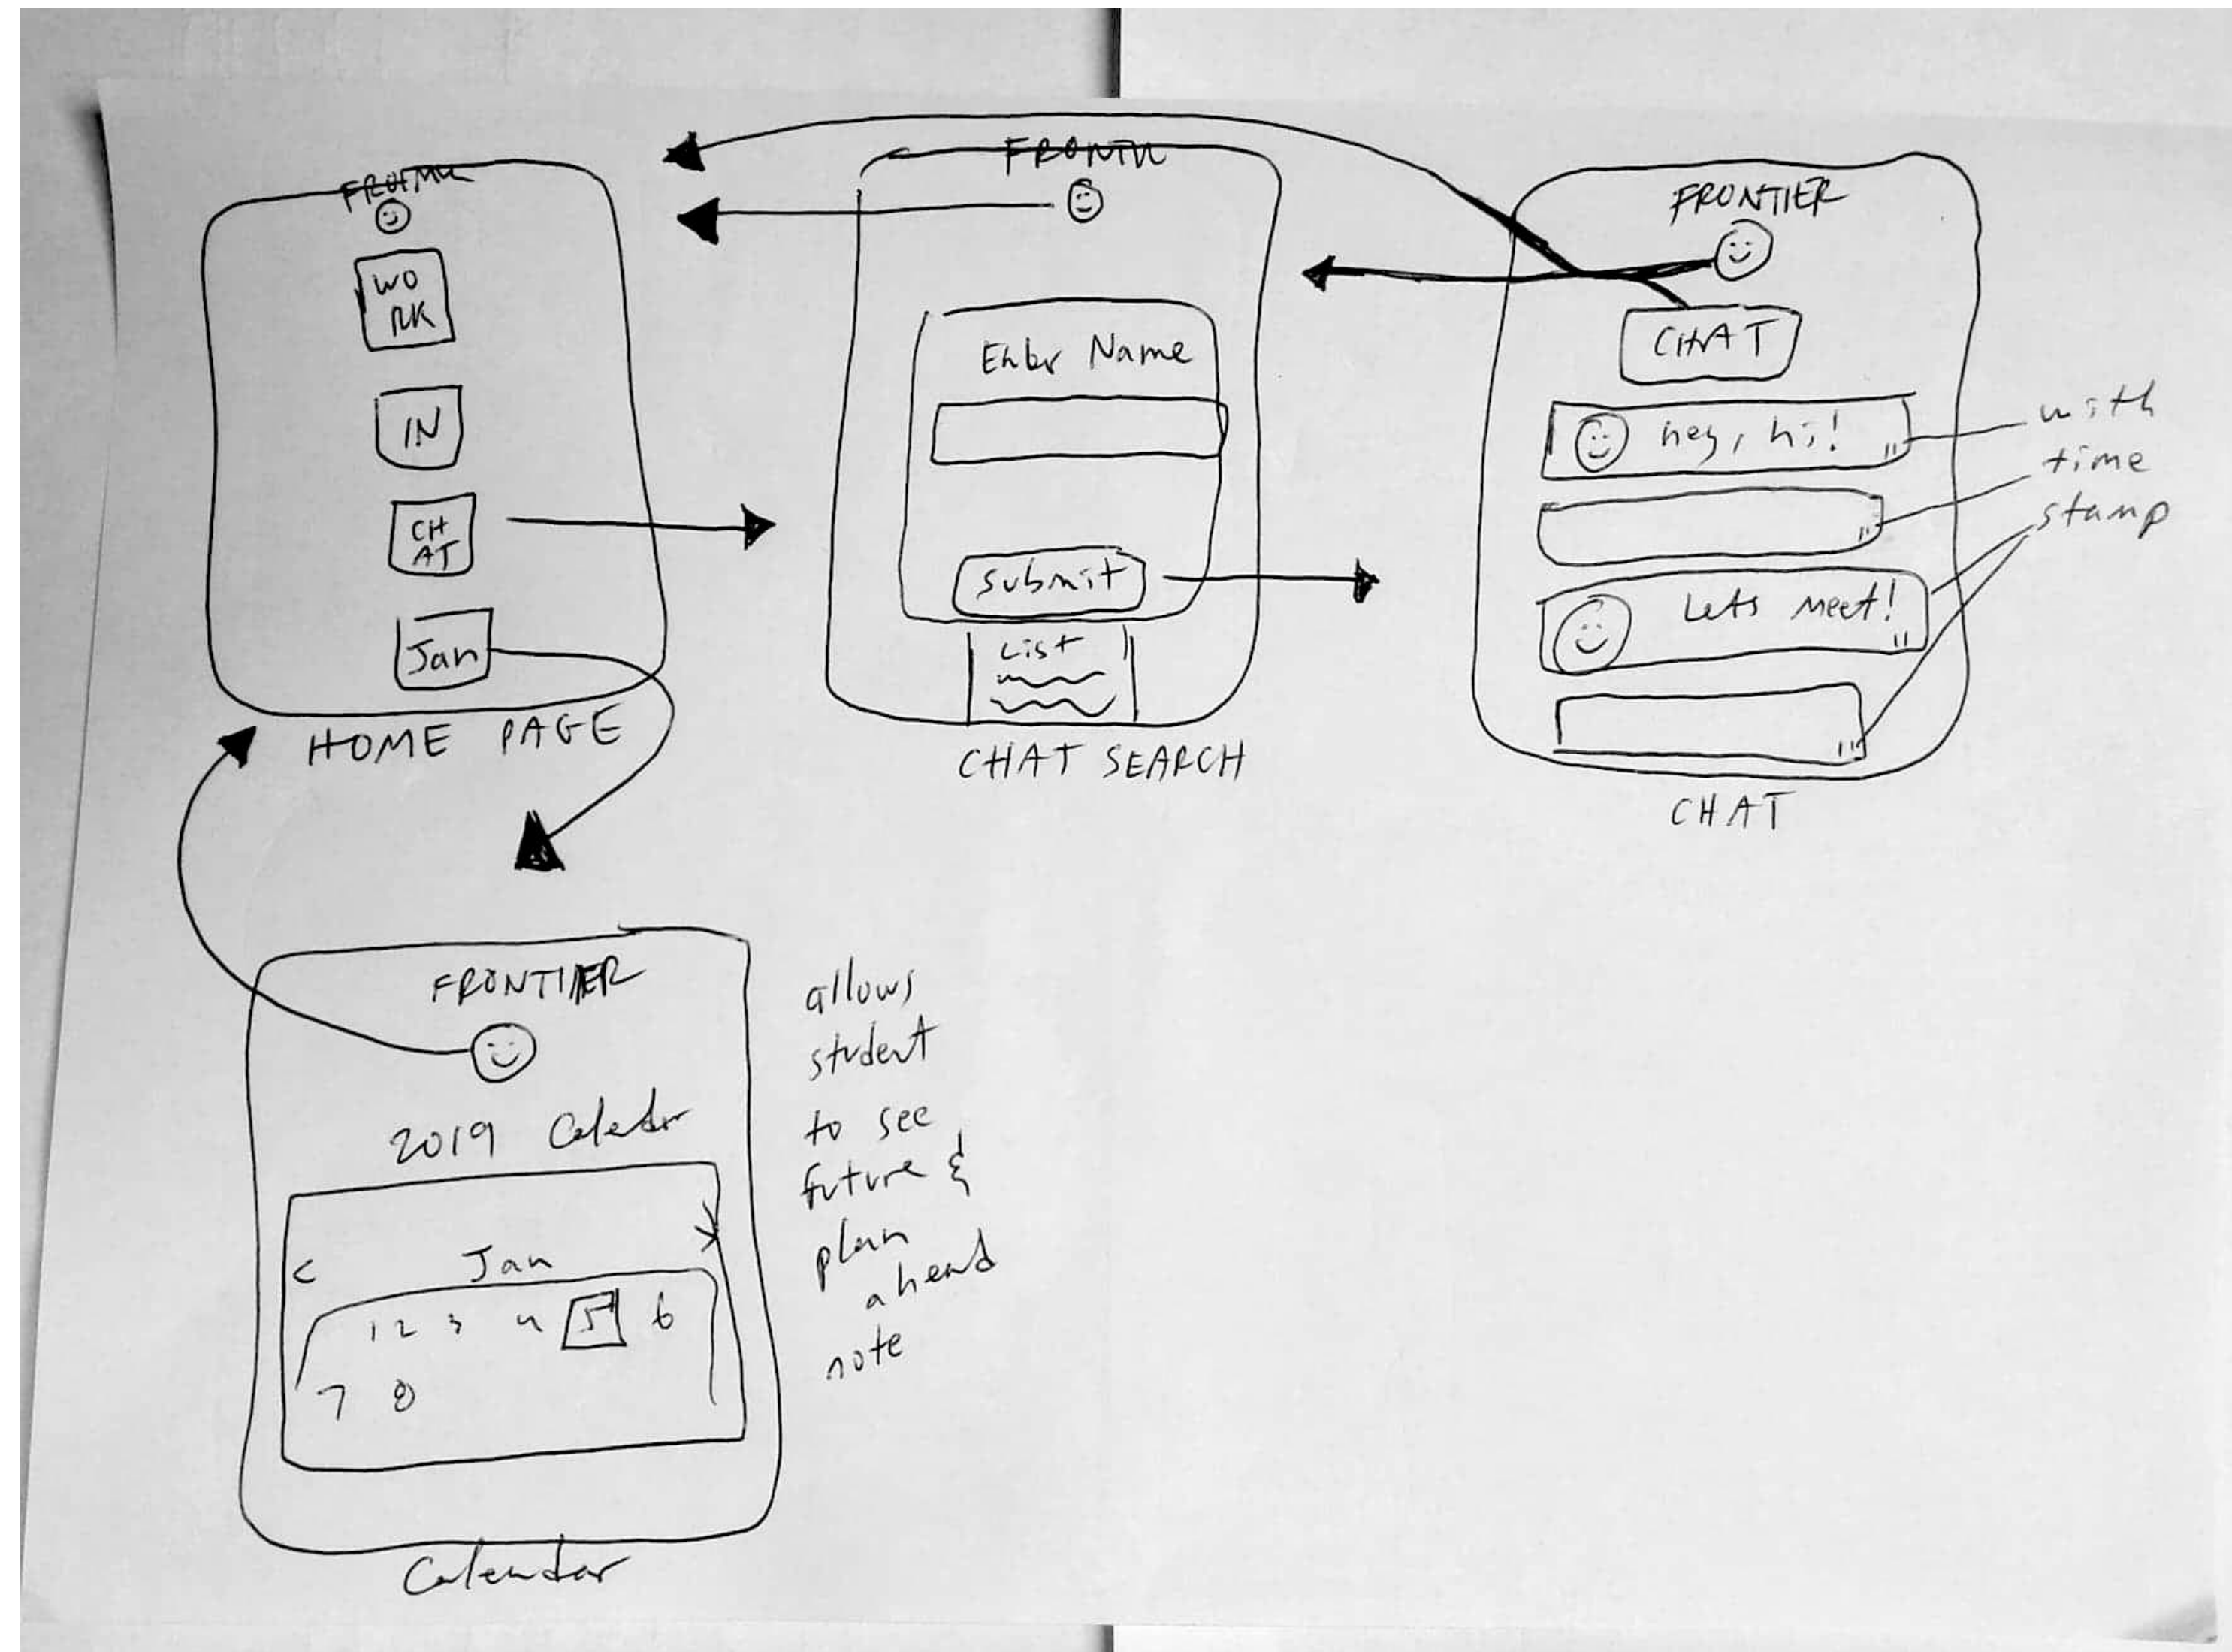 WO
RK
IN
CH
AT
Jan
HOME PAGE
Enter Name
submit
List
CHAT SEARCH
FRONTIER
CHAT
hey, hi!
Lets meet!
with
time
stamp
CHAT
FRONTIER
2019
<
Jan
>
1 2 3 4 5 6
7 8
Calendar
allows
student
to see
future &
plan
ahead
note